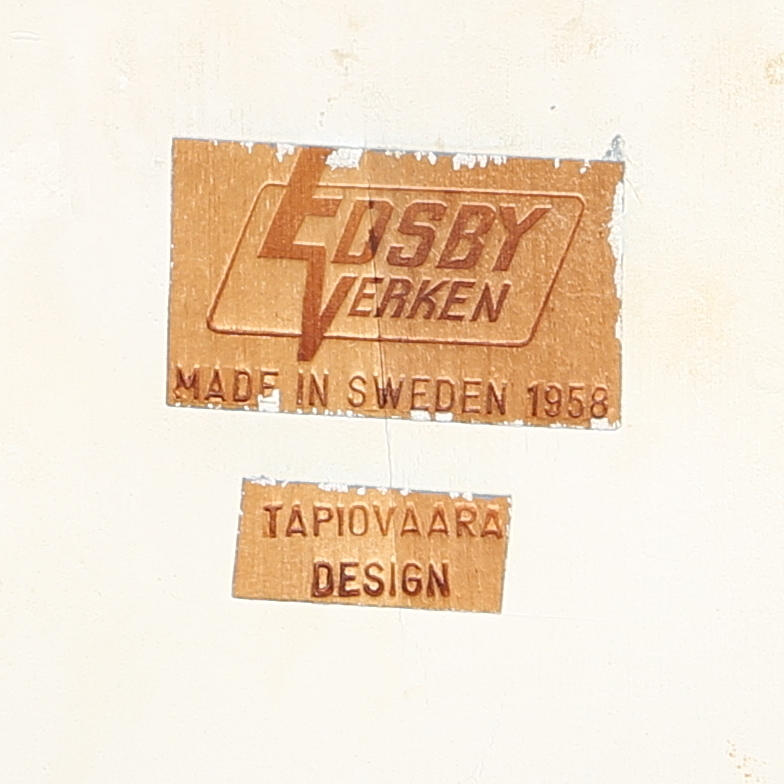 EDSBY
VERKEN
MADE IN SWEDEN 1958
TAPIOVAARA
DESIGN